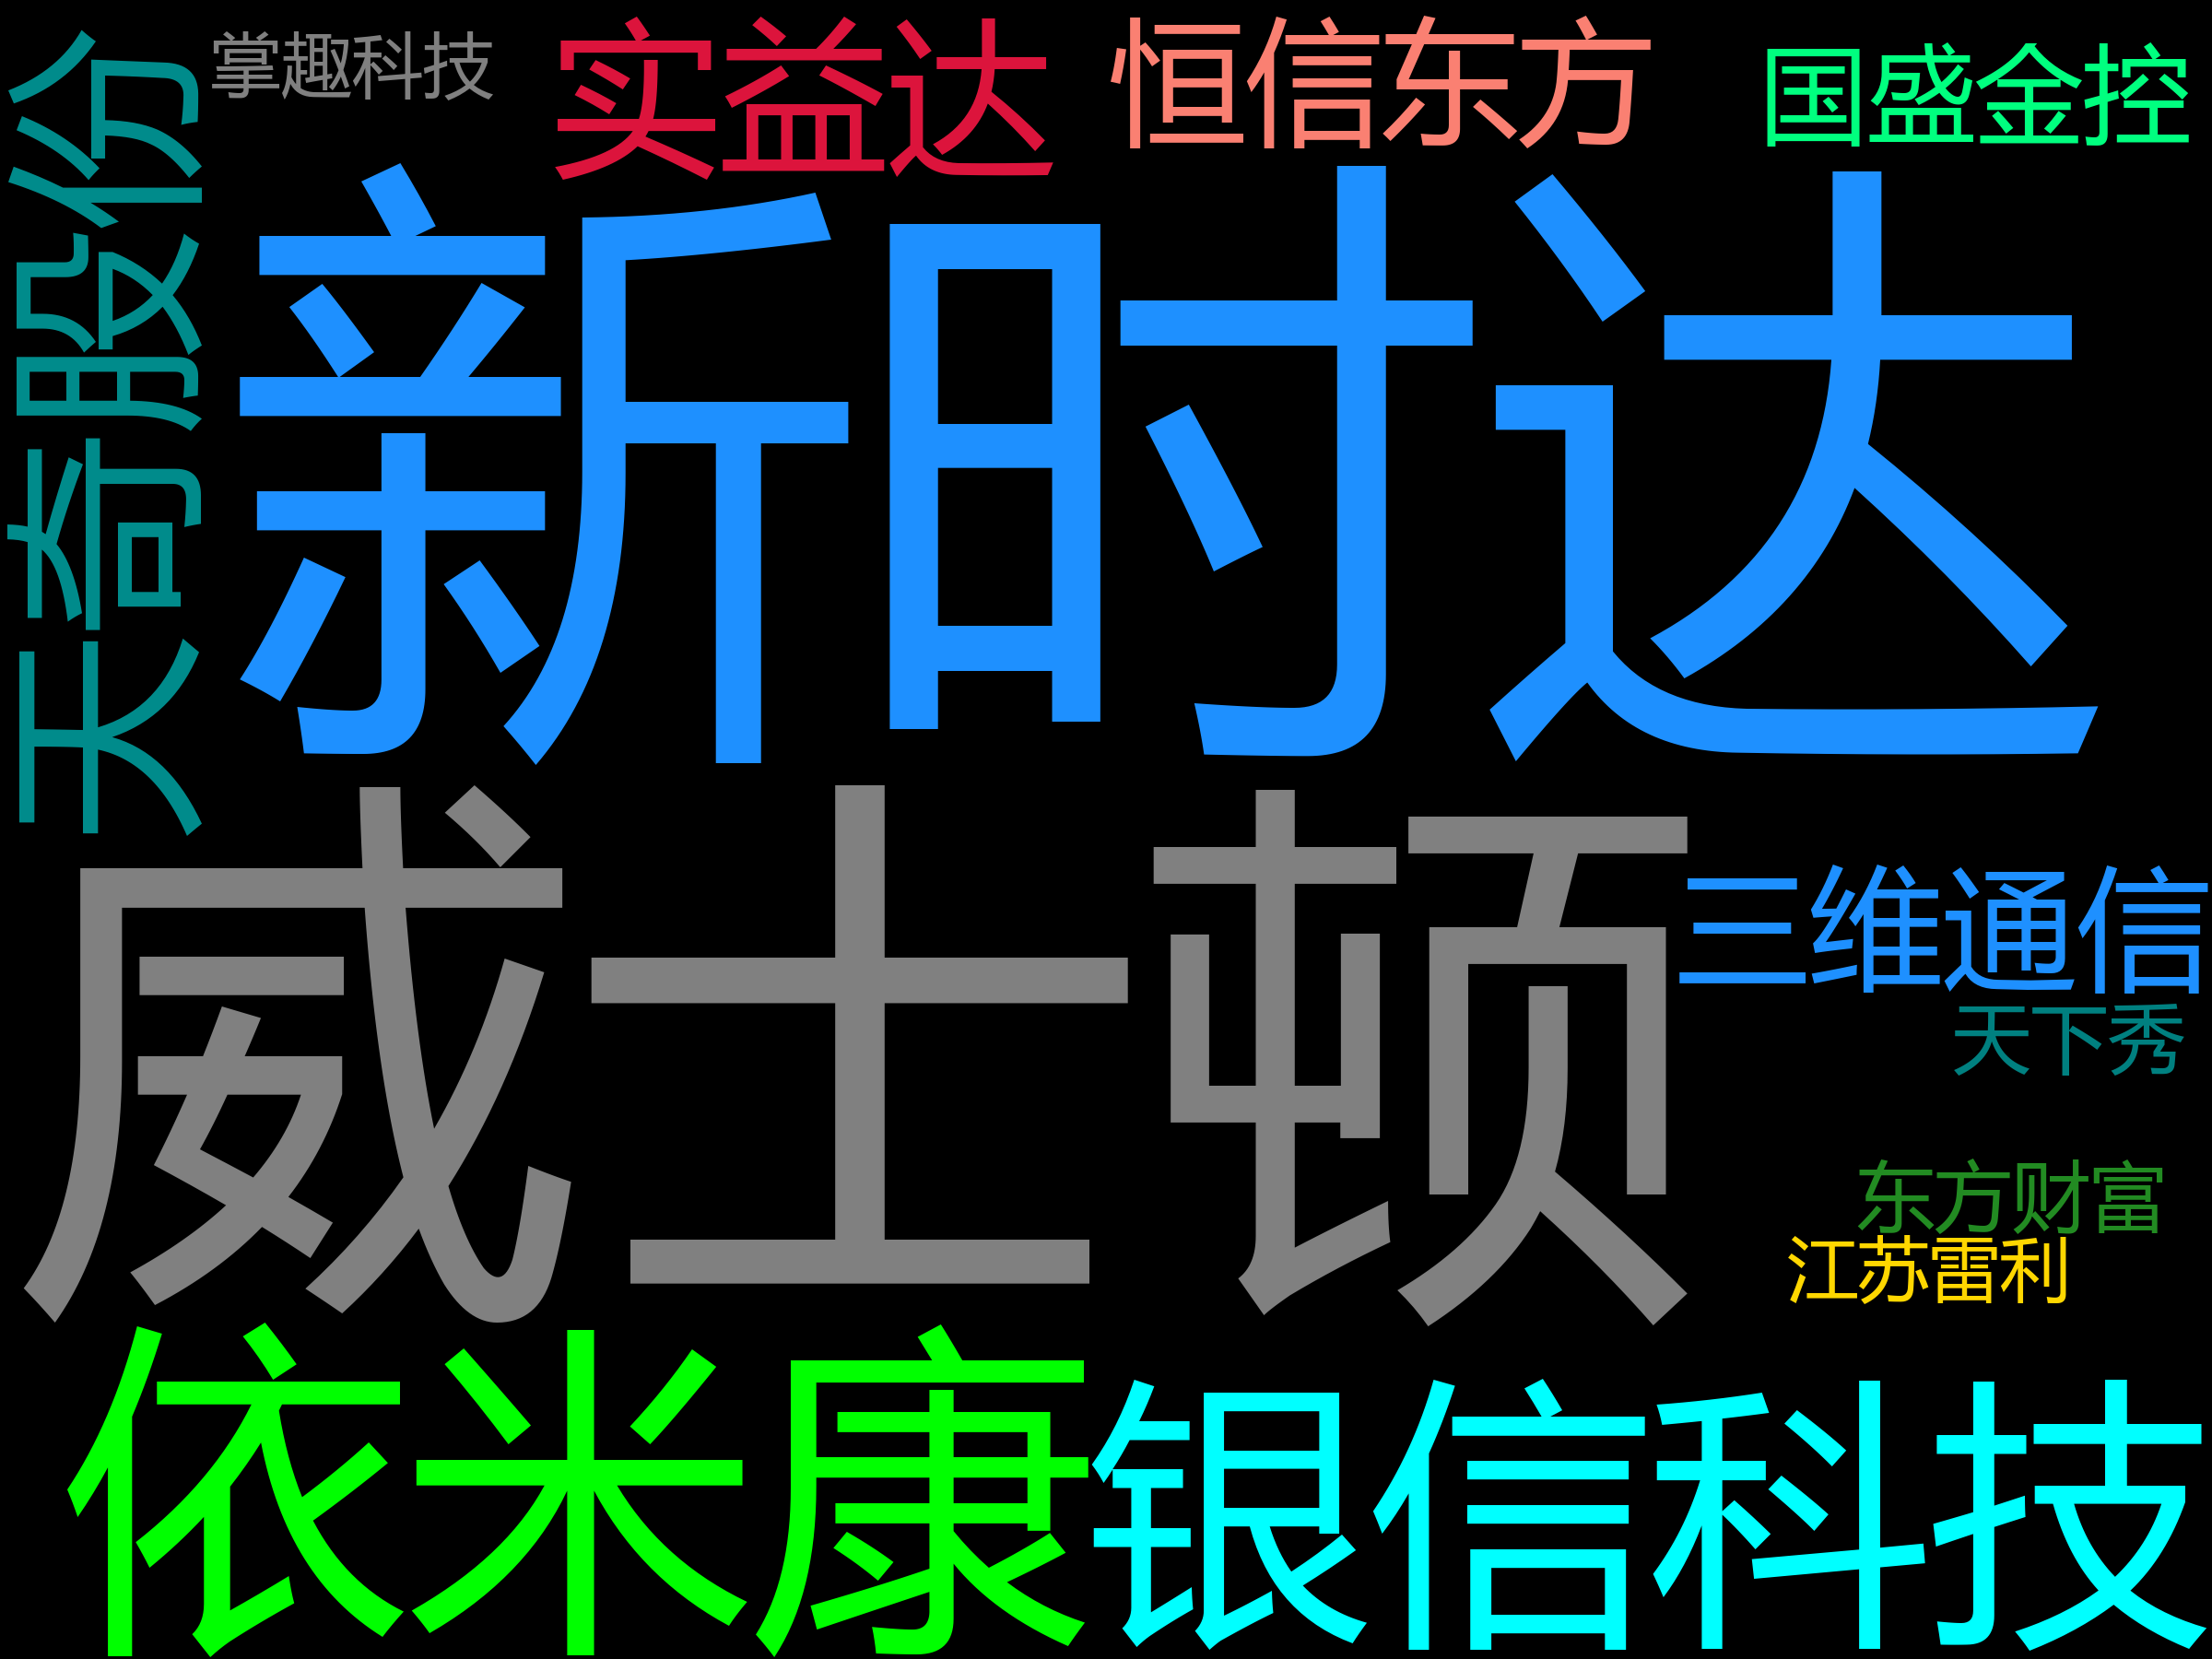 掌趣科技
实益达
恒信东方
国盛金控
天奇股份
新时达
威士顿
三维通信
天下秀
东方财富
江苏雷利
依米康
银信科技